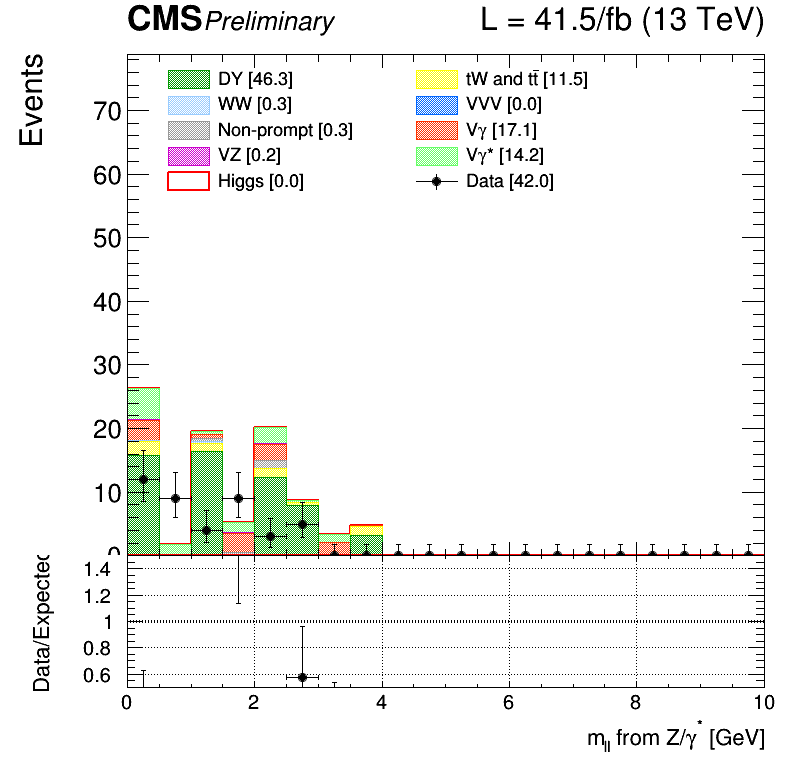 CMS Preliminary L = 41.5/fb (13 TeV)
Events
DY [46.3]
WW [0.3]
Non-prompt [0.3]
VZ [0.2]
Higgs [0.0]
tW and tt̄ [11.5]
VVV [0.0]
Vγ [17.1]
Vγ* [14.2]
Data [42.0]
70
60
50
40
30
20
10
0
Data/Expected
1.4
1.2
1
0.8
0.6
0 2 4 6 8 10
m_ll from Z/γ* [GeV]